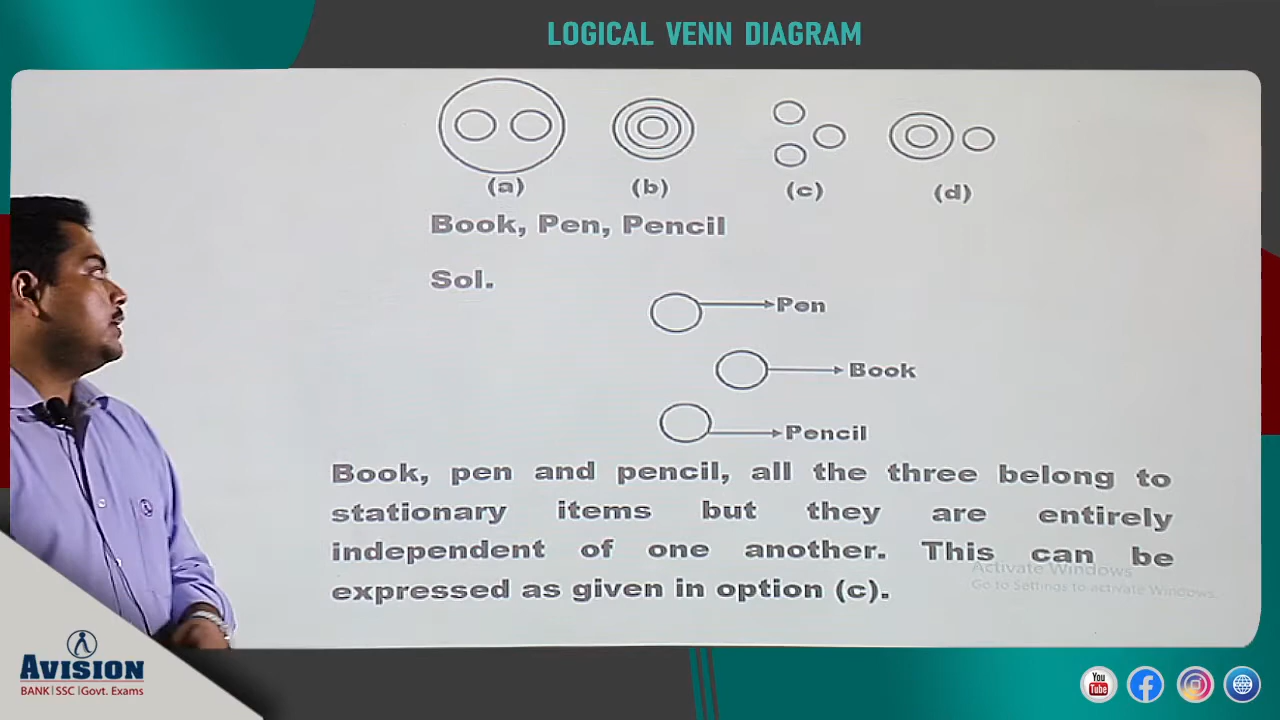 LOGICAL VENN DIAGRAM
(a) (b) (c) (d)
Book, Pen, Pencil
Sol.
Pen
Book
Pencil
Book, pen and pencil, all the three belong to
stationary items but they are entirely
independent of one another. This can be
expressed as given in option (c).
Activate Windows
Go to Settings to activate Windows.
AVISION
BANK|SSC|Govt. Exams
You
Tube